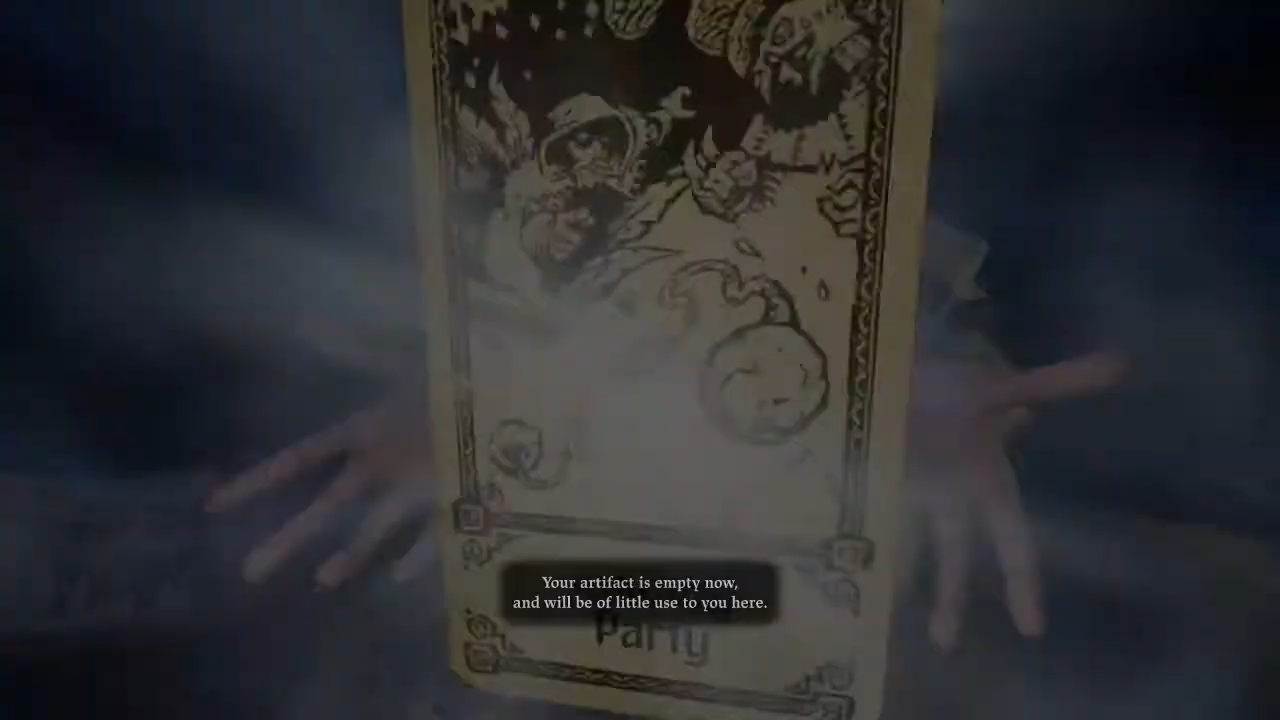 Your artifact is empty now,
and will be of little use to you here.
Party